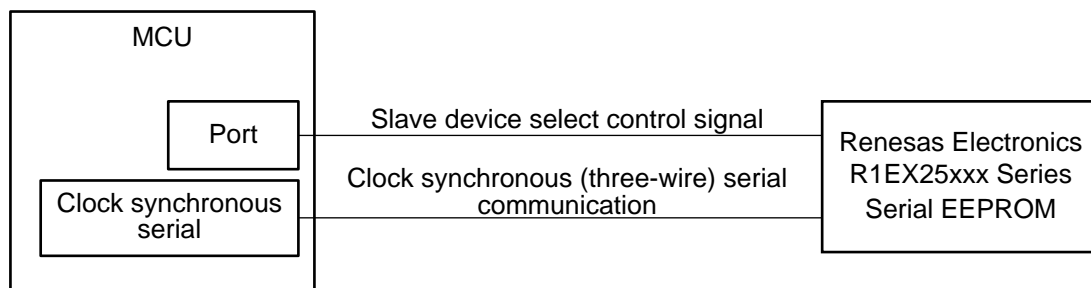 MCU
Port
Slave device select control signal
Clock synchronous (three-wire) serial
communication
Clock synchronous
serial
Renesas Electronics
R1EX25xxx Series
Serial EEPROM